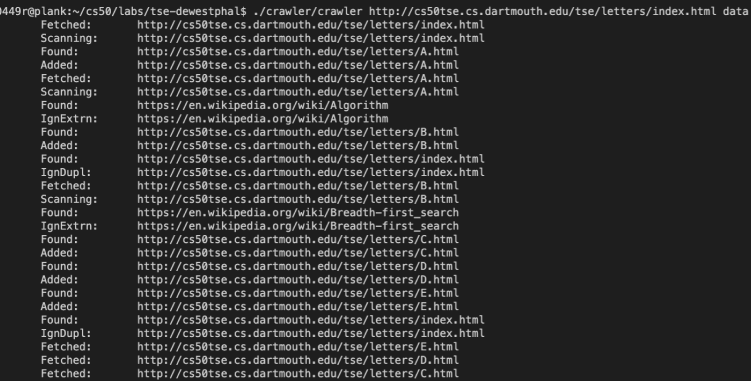 0449r@plank:~/cs50/labs/tse-dewestphal$ ./crawler/crawler http://cs50tse.cs.dartmouth.edu/tse/letters/index.html data
Fetched: http://cs50tse.cs.dartmouth.edu/tse/letters/index.html
Scanning: http://cs50tse.cs.dartmouth.edu/tse/letters/index.html
Found: http://cs50tse.cs.dartmouth.edu/tse/letters/A.html
Added: http://cs50tse.cs.dartmouth.edu/tse/letters/A.html
Fetched: http://cs50tse.cs.dartmouth.edu/tse/letters/A.html
Scanning: http://cs50tse.cs.dartmouth.edu/tse/letters/A.html
Found: https://en.wikipedia.org/wiki/Algorithm
IgnExtrn: https://en.wikipedia.org/wiki/Algorithm
Found: http://cs50tse.cs.dartmouth.edu/tse/letters/B.html
Added: http://cs50tse.cs.dartmouth.edu/tse/letters/B.html
Found: http://cs50tse.cs.dartmouth.edu/tse/letters/index.html
IgnDupl: http://cs50tse.cs.dartmouth.edu/tse/letters/index.html
Fetched: http://cs50tse.cs.dartmouth.edu/tse/letters/B.html
Scanning: http://cs50tse.cs.dartmouth.edu/tse/letters/B.html
Found: https://en.wikipedia.org/wiki/Breadth-first_search
IgnExtrn: https://en.wikipedia.org/wiki/Breadth-first_search
Found: http://cs50tse.cs.dartmouth.edu/tse/letters/C.html
Added: http://cs50tse.cs.dartmouth.edu/tse/letters/C.html
Found: http://cs50tse.cs.dartmouth.edu/tse/letters/D.html
Added: http://cs50tse.cs.dartmouth.edu/tse/letters/D.html
Found: http://cs50tse.cs.dartmouth.edu/tse/letters/E.html
Added: http://cs50tse.cs.dartmouth.edu/tse/letters/E.html
Found: http://cs50tse.cs.dartmouth.edu/tse/letters/index.html
IgnDupl: http://cs50tse.cs.dartmouth.edu/tse/letters/index.html
Fetched: http://cs50tse.cs.dartmouth.edu/tse/letters/E.html
Fetched: http://cs50tse.cs.dartmouth.edu/tse/letters/D.html
Fetched: http://cs50tse.cs.dartmouth.edu/tse/letters/C.html